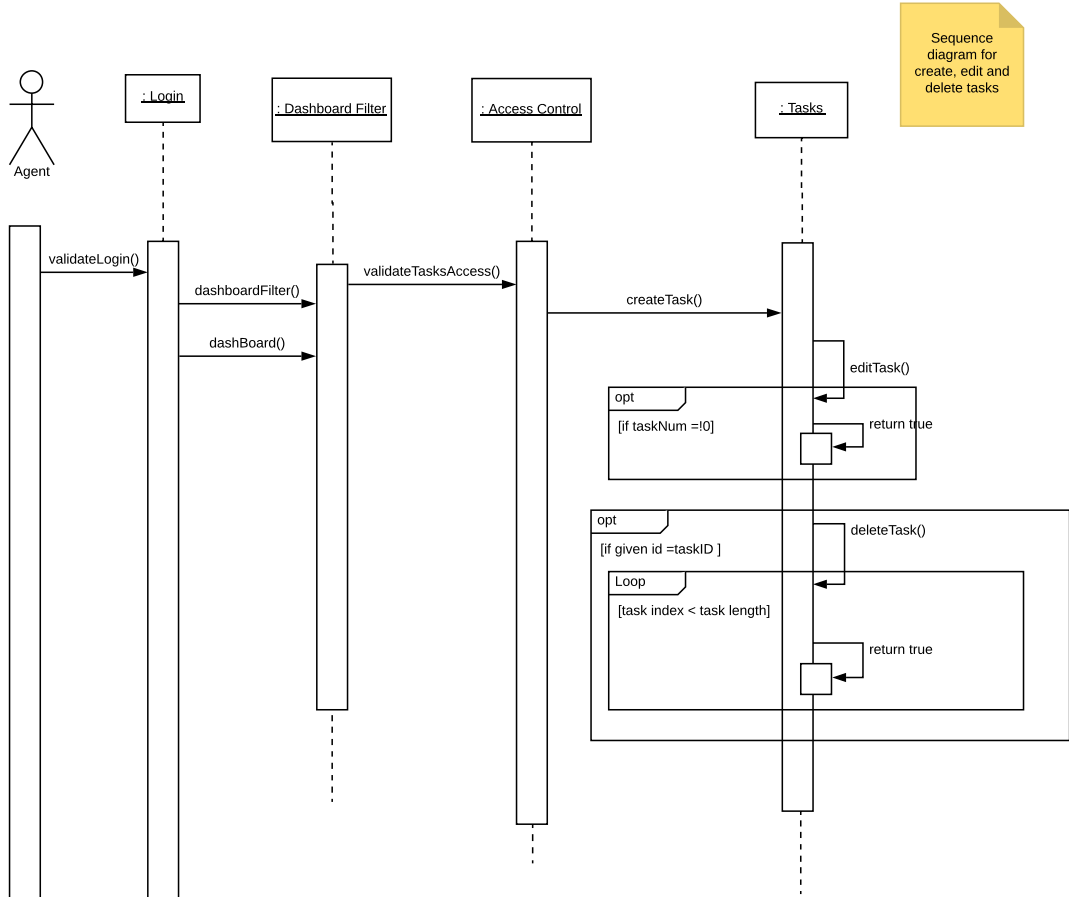 Sequence
diagram for
create, edit and
delete tasks
: Login
: Dashboard Filter
: Access Control
: Tasks
Agent
validateLogin()
validateTasksAccess()
dashboardFilter()
createTask()
dashBoard()
editTask()
opt
[if taskNum =!0]
return true
opt
deleteTask()
[if given id =taskID ]
Loop
[task index < task length]
return true